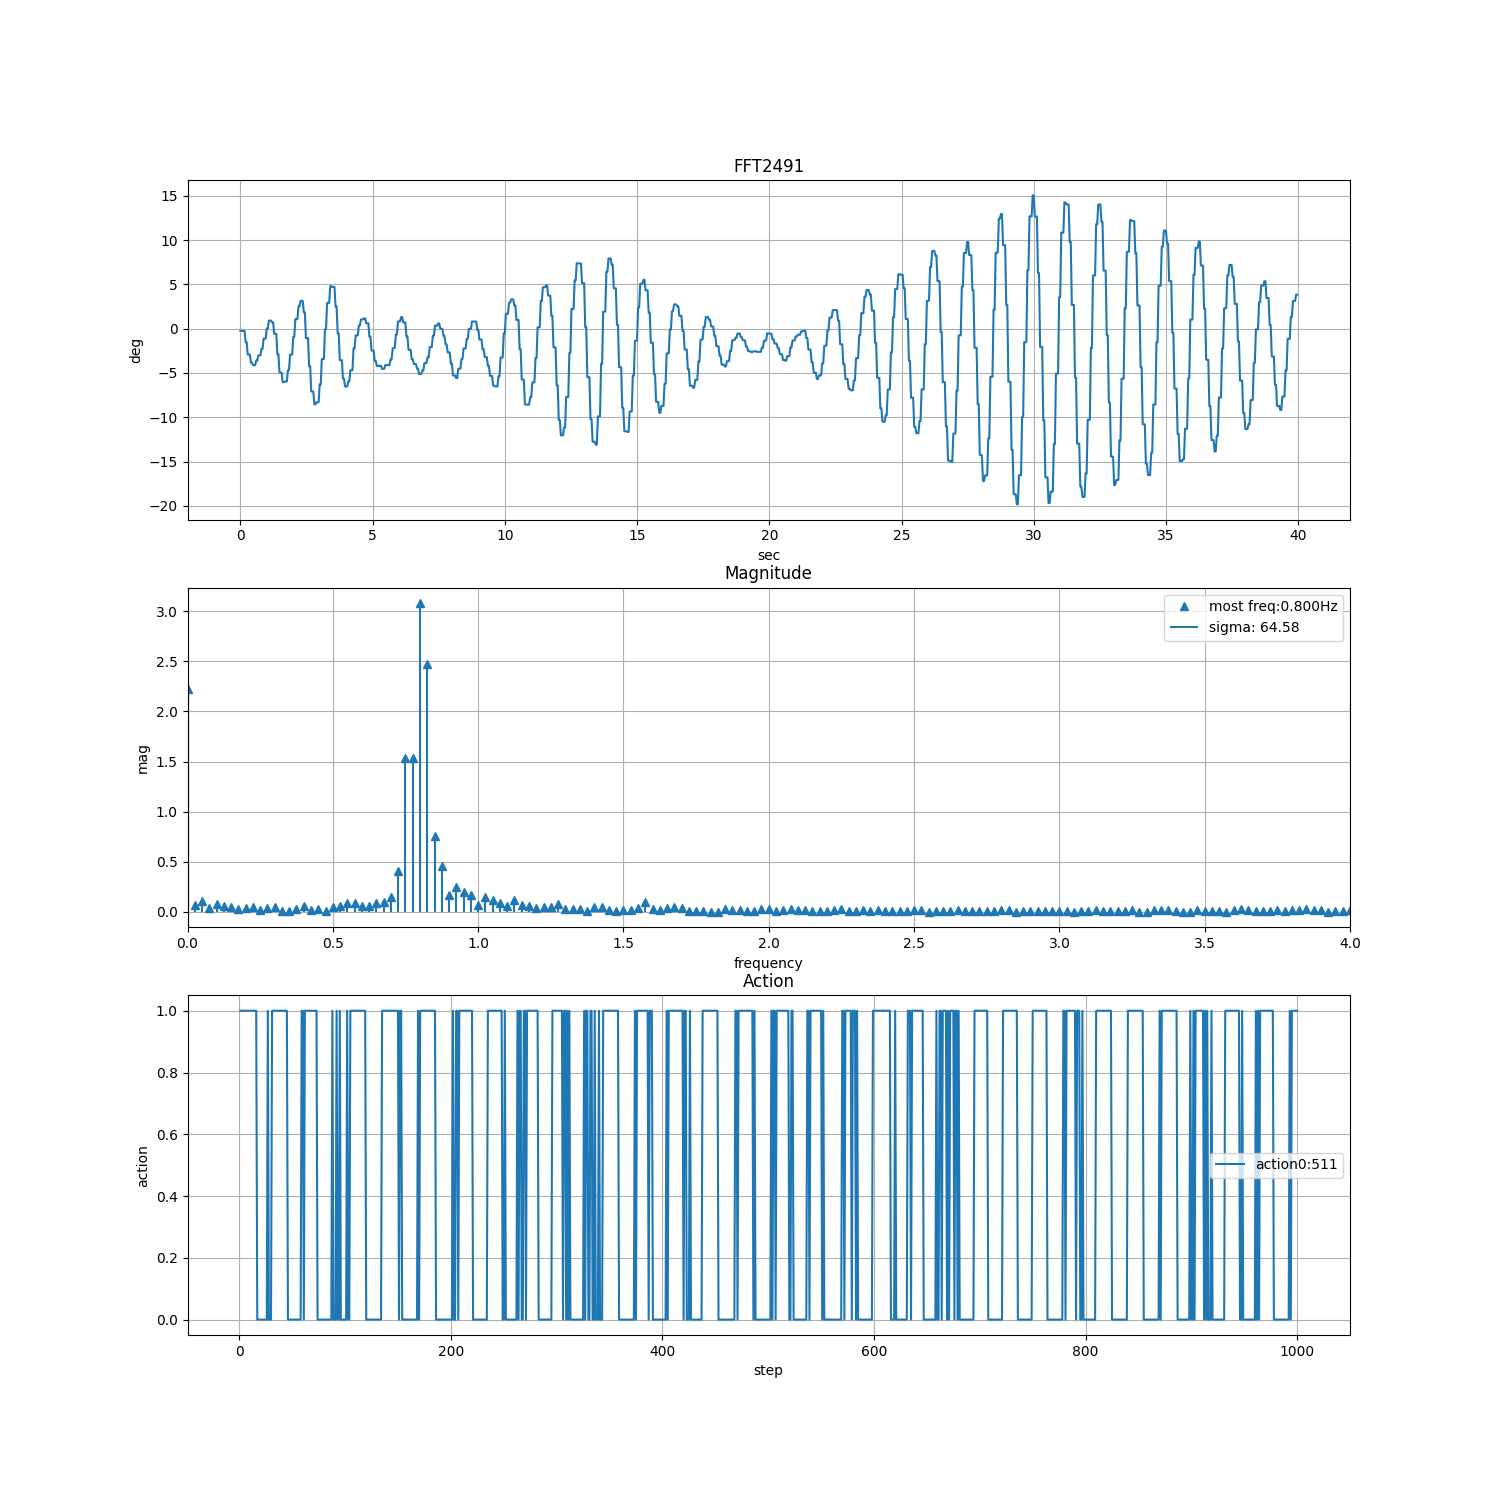 FFT2491
15
10
5
0
−5
−10
−15
−20
deg
0 5 10 15 20 25 30 35 40
sec
Magnitude
3.0
2.5
2.0
1.5
1.0
0.5
0.0
mag
most freq:0.800Hz
sigma: 64.58
0.0 0.5 1.0 1.5 2.0 2.5 3.0 3.5 4.0
frequency
Action
1.0
0.8
0.6
0.4
0.2
0.0
action
action0:511
0 200 400 600 800 1000
step